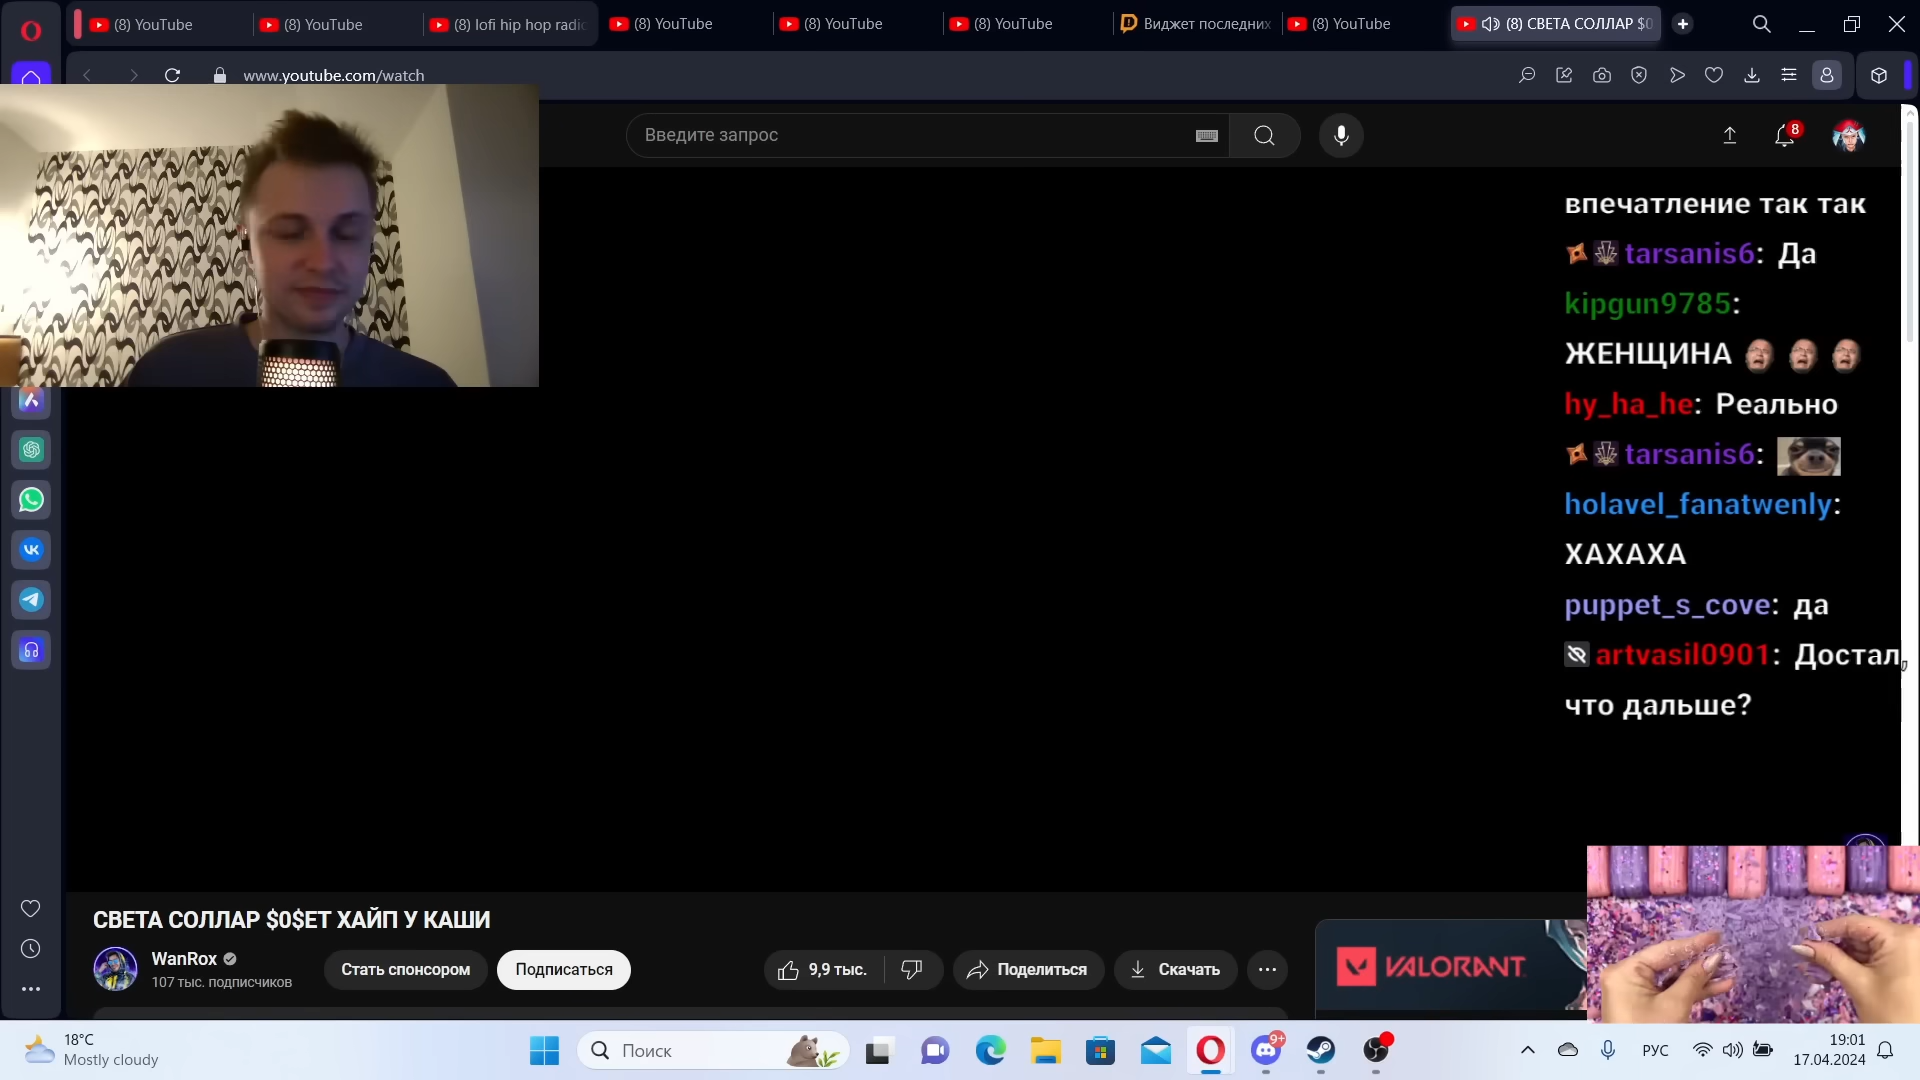 (8) YouTube
(8) YouTube
(8) lofi hip hop radio
(8) YouTube
(8) YouTube
(8) YouTube
Виджет последних
(8) YouTube
(8) СВЕТА СОЛЛАР $0
www.youtube.com/watch
Введите запрос
8
впечатление так так
tarsanis6: Да
kipgun9785:
ЖЕНЩИНА
hy_ha_he: Реально
tarsanis6:
holavel_fanatwenly:
ХАХАХА
puppet_s_cove: да
artvasil0901: Достал,
что дальше?
СВЕТА СОЛЛАР $0$ЕТ ХАЙП У КАШИ
WanRox
107 тыс. подписчиков
Стать спонсором
Подписаться
9,9 тыс.
Поделиться
Скачать
VALORANT
18°C
Mostly cloudy
Поиск
9+
РУС
19:01
17.04.2024